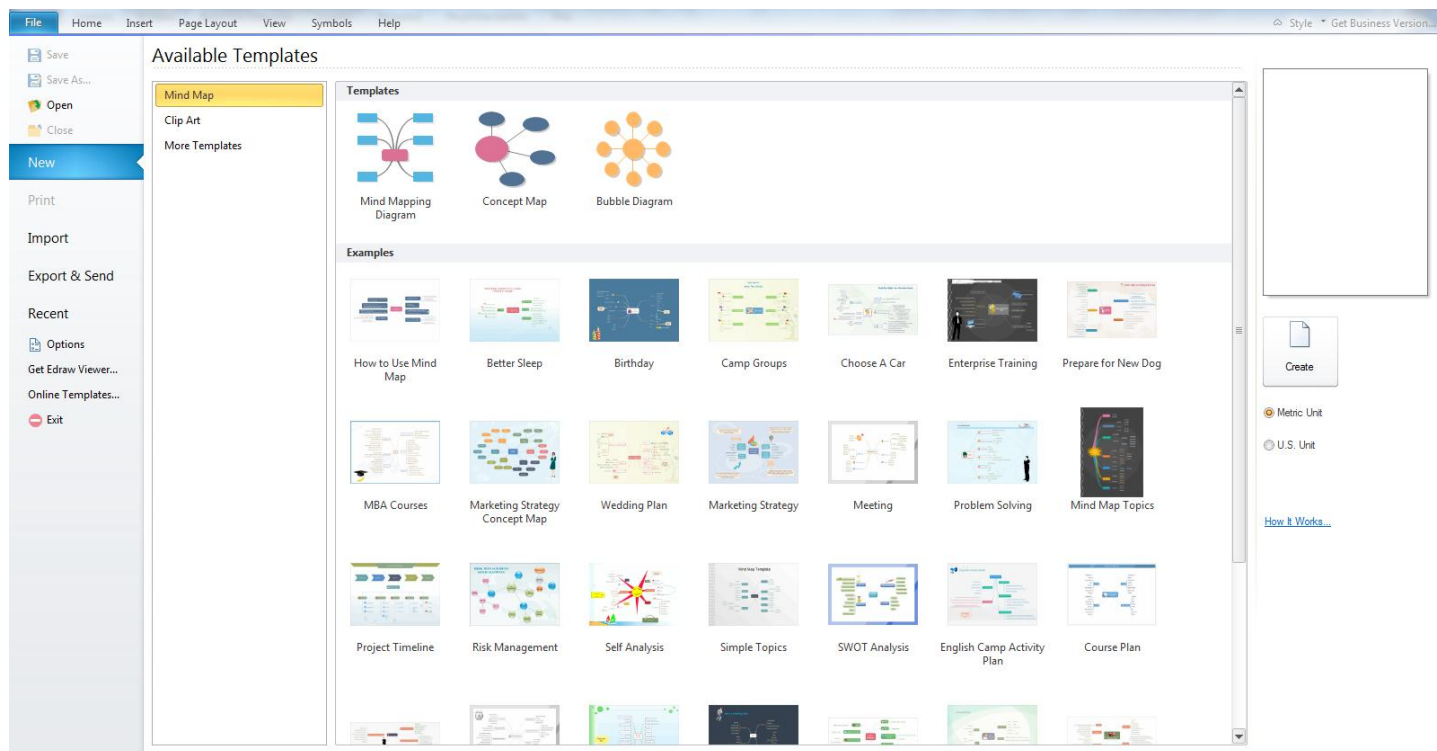 File Home Insert Page Layout View Symbols Help Style Get Business Version...
Save
Save As...
Open
Close
New
Print
Import
Export & Send
Recent
Options
Get Edraw Viewer...
Online Templates...
Exit
Available Templates
Mind Map
Clip Art
More Templates
Templates
Mind Mapping Diagram
Concept Map
Bubble Diagram
Examples
How to Use Mind Map
Better Sleep
Birthday
Camp Groups
Choose A Car
Enterprise Training
Prepare for New Dog
MBA Courses
Marketing Strategy Concept Map
Wedding Plan
Marketing Strategy
Meeting
Problem Solving
Mind Map Topics
Project Timeline
Risk Management
Self Analysis
Mind Map Template
Simple Topics
SWOT Analysis
English Camp Activity Plan
Course Plan
Create
Metric Unit
U.S. Unit
How It Works...